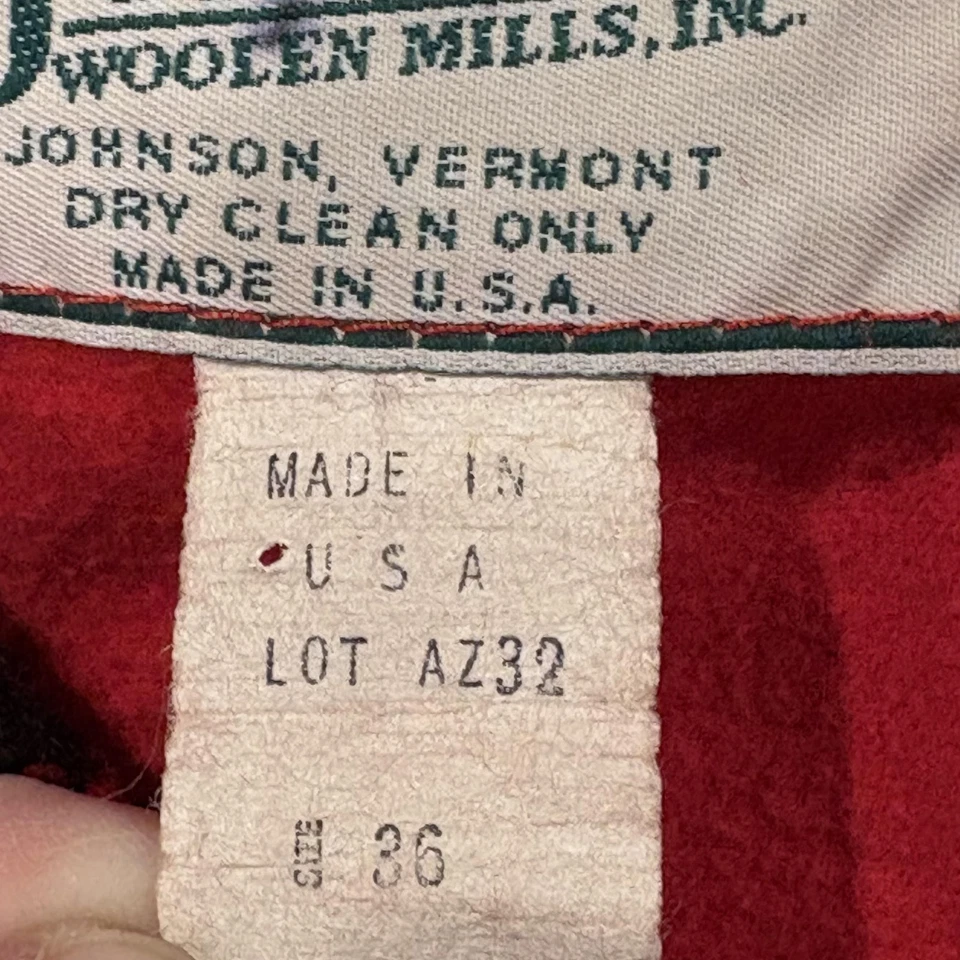 WOOLEN MILLS, INC.
JOHNSON, VERMONT
DRY CLEAN ONLY
MADE IN U.S.A.
MADE IN
U S A
LOT AZ32
SIZE 36